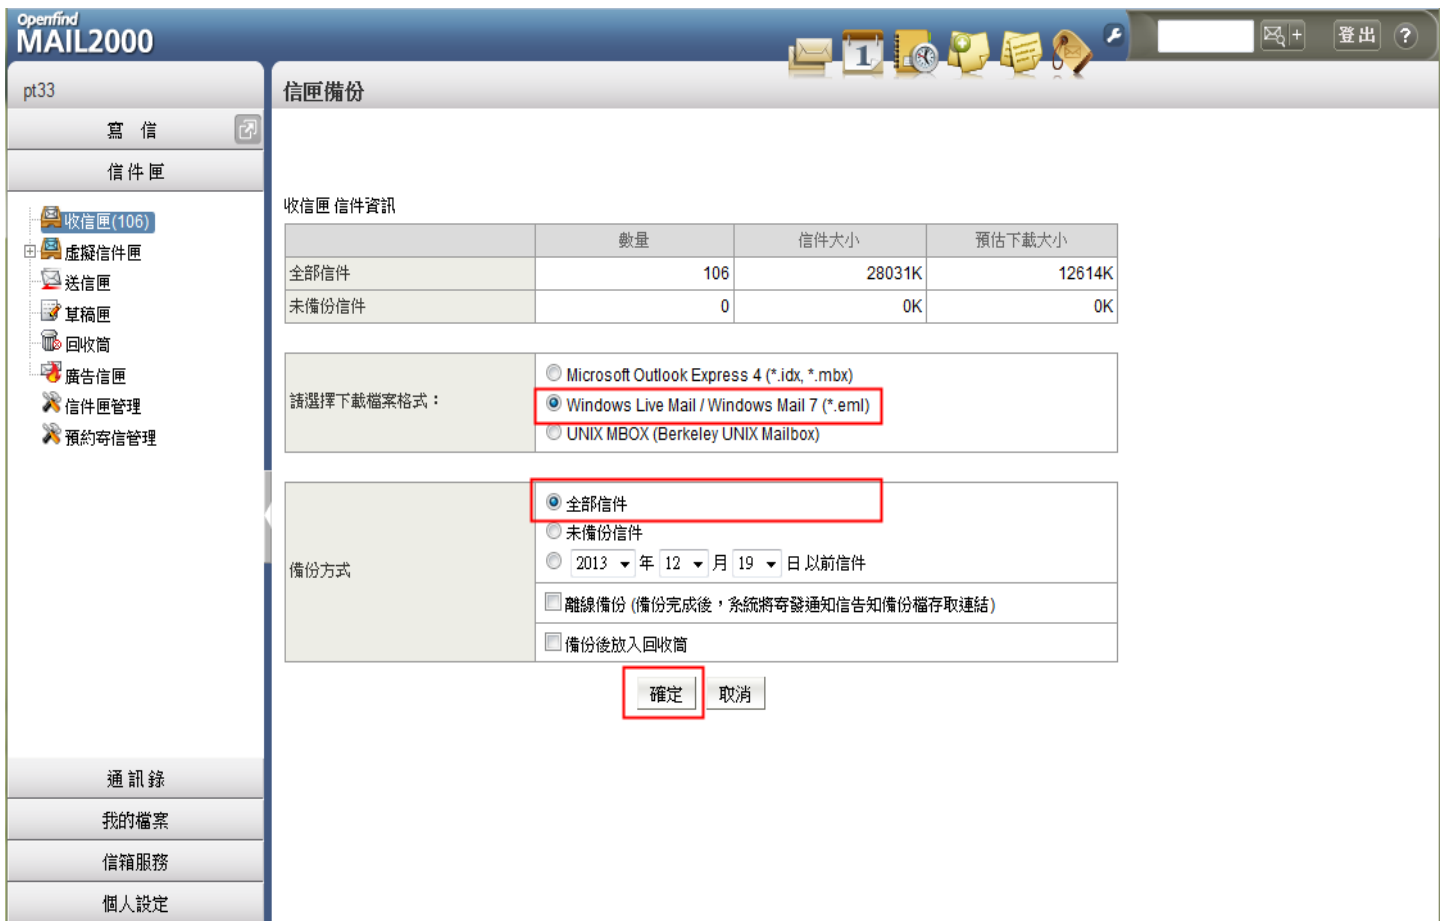 Openfind
MAIL2000
1
登出 ?
pt33
信匣備份
寫 信
信件匣
收信匣(106)
虛擬信件匣
送信匣
草稿匣
回收筒
廣告信匣
信件匣管理
預約寄信管理
收信匣 信件資訊
數量 信件大小 預估下載大小
全部信件 106 28031K 12614K
未備份信件 0 0K 0K
請選擇下載檔案格式：
Microsoft Outlook Express 4 (*.idx, *.mbx)
Windows Live Mail / Windows Mail 7 (*.eml)
UNIX MBOX (Berkeley UNIX Mailbox)
備份方式
全部信件
未備份信件
2013 年 12 月 19 日 以前信件
離線備份 (備份完成後，系統將寄發通知信告知備份檔存取連結)
備份後放入回收筒
確定 取消
通訊錄
我的檔案
信箱服務
個人設定